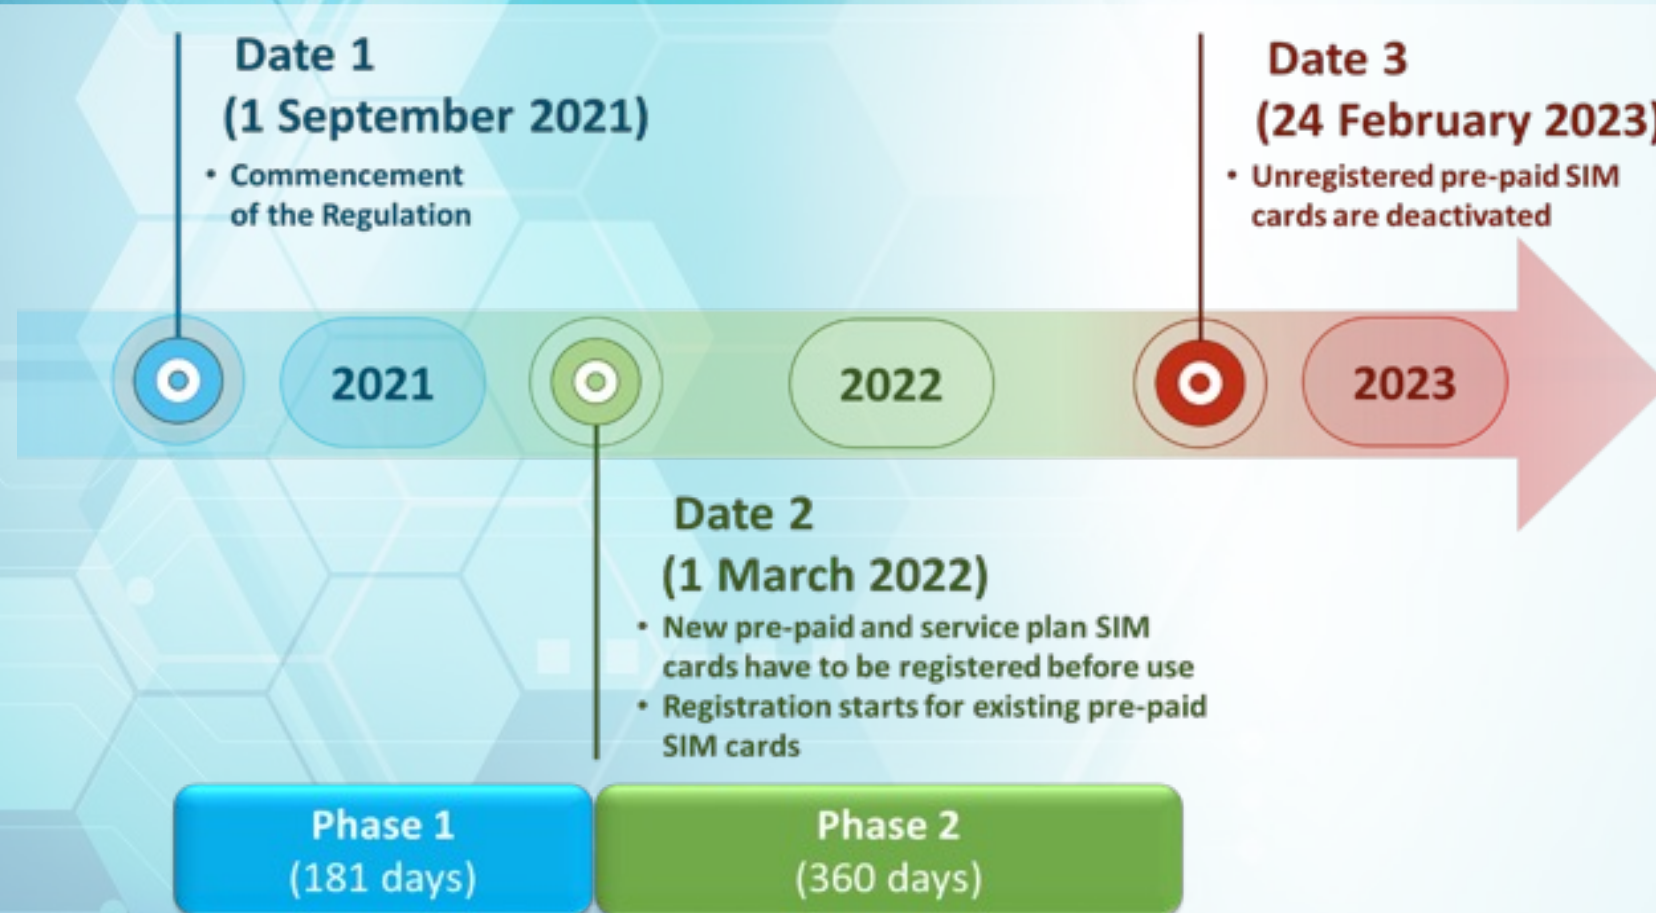 Date 1
(1 September 2021)
• Commencement
of the Regulation
Date 3
(24 February 2023)
• Unregistered pre-paid SIM
cards are deactivated
2021
2022
2023
Date 2
(1 March 2022)
• New pre-paid and service plan SIM
cards have to be registered before use
• Registration starts for existing pre-paid
SIM cards
Phase 1
(181 days)
Phase 2
(360 days)